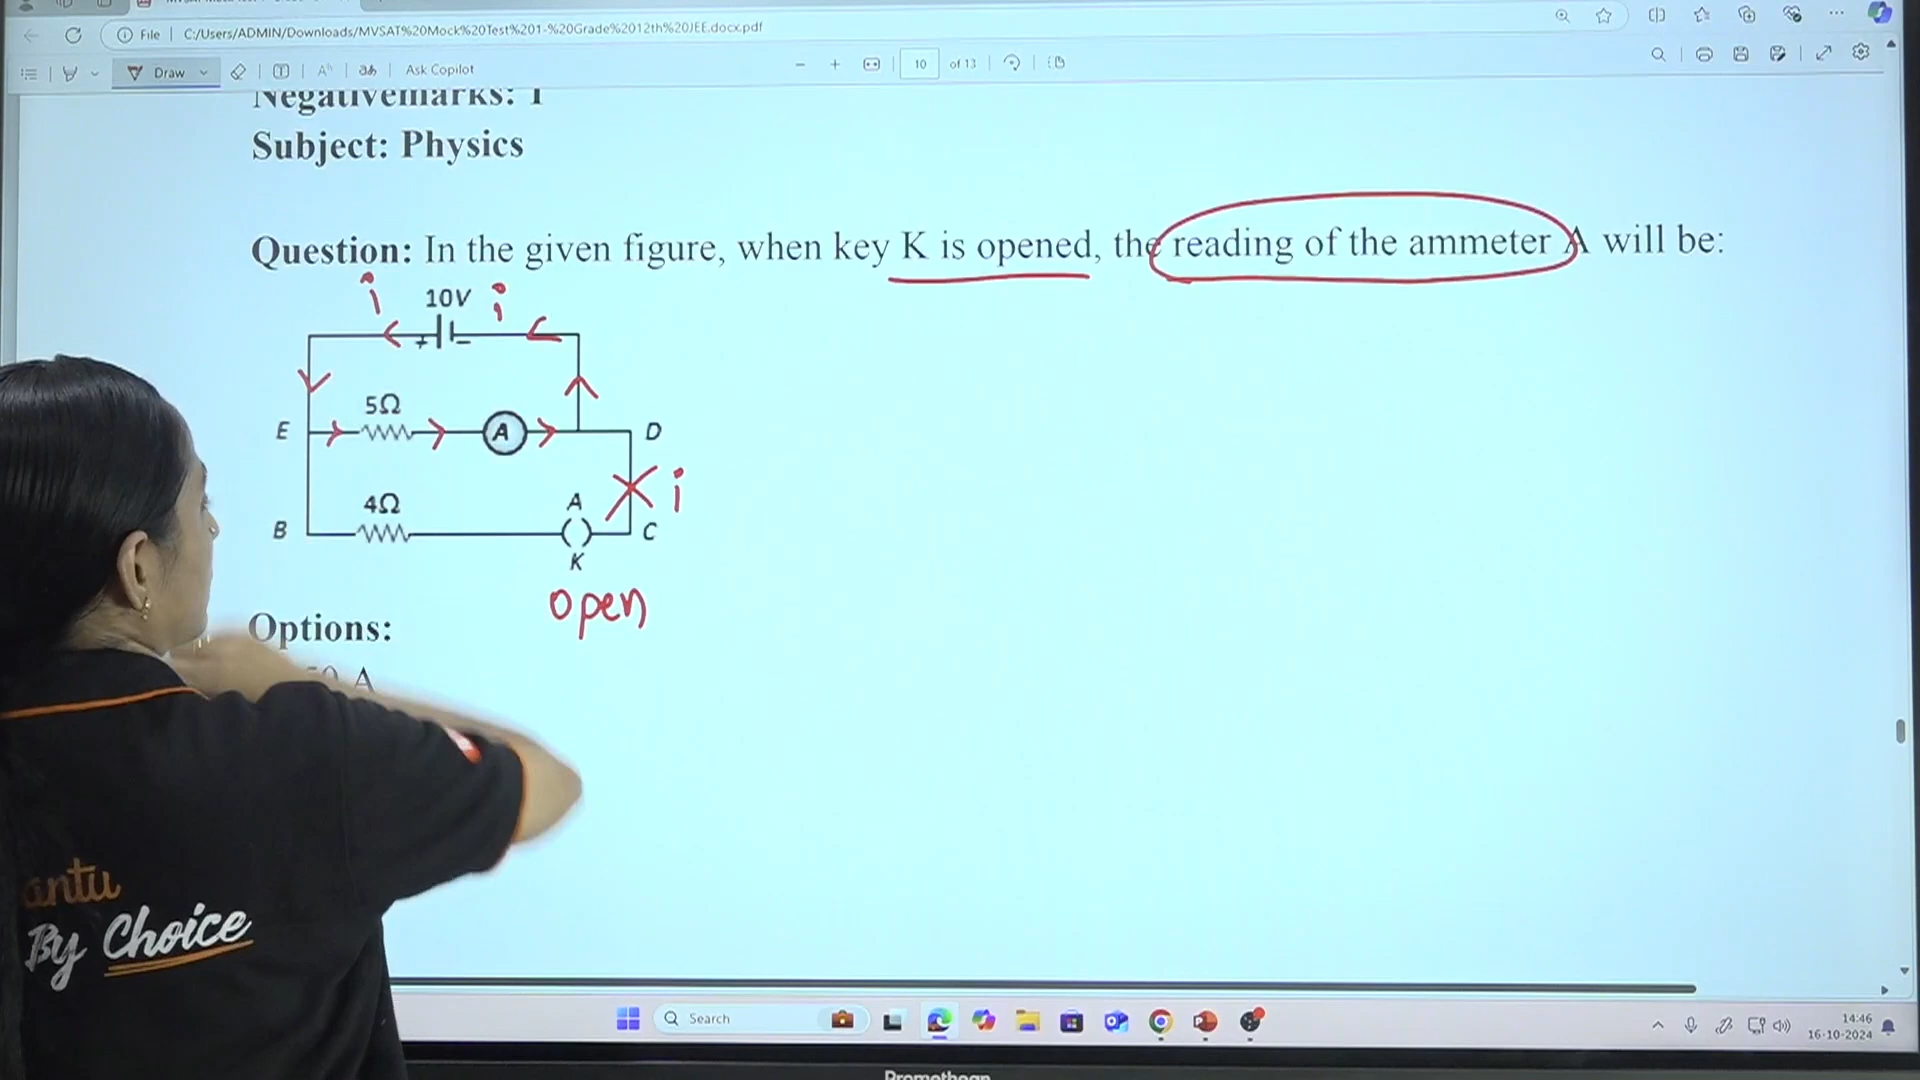 File | C:/Users/ADMIN/Downloads/MVSAT%20Mock%20Test%201-%20Grade%2012th%20JEE.docx.pdf
Draw
Ask Copilot
10 of 13
Negativemarks: 1
Subject: Physics
Question: In the given figure, when key K is opened, the reading of the ammeter A will be:
i 10V i
+ -
5Ω
E A D
i
4Ω A
B C
K
open
Options:
A
antu
By Choice
Search
14:46
16-10-2024
Promethean